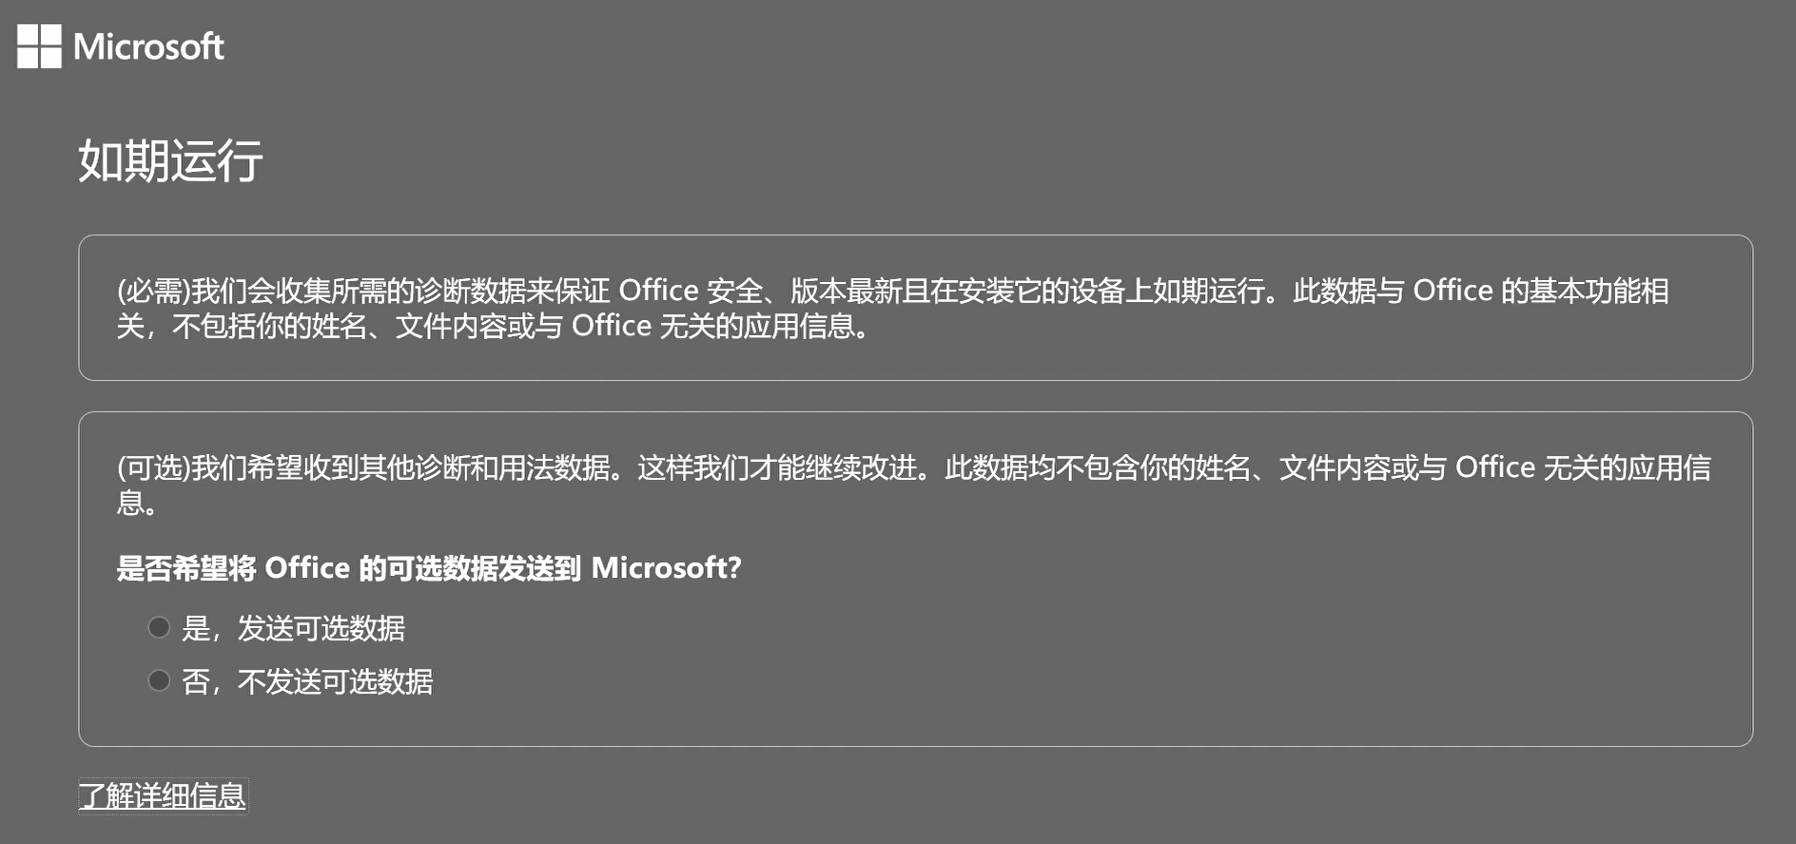 Microsoft
如期运行
(必需)我们会收集所需的诊断数据来保证 Office 安全、版本最新且在安装它的设备上如期运行。此数据与 Office 的基本功能相
关，不包括你的姓名、文件内容或与 Office 无关的应用信息。
(可选)我们希望收到其他诊断和用法数据。这样我们才能继续改进。此数据均不包含你的姓名、文件内容或与 Office 无关的应用信
息。
是否希望将 Office 的可选数据发送到 Microsoft?
是，发送可选数据
否，不发送可选数据
了解详细信息